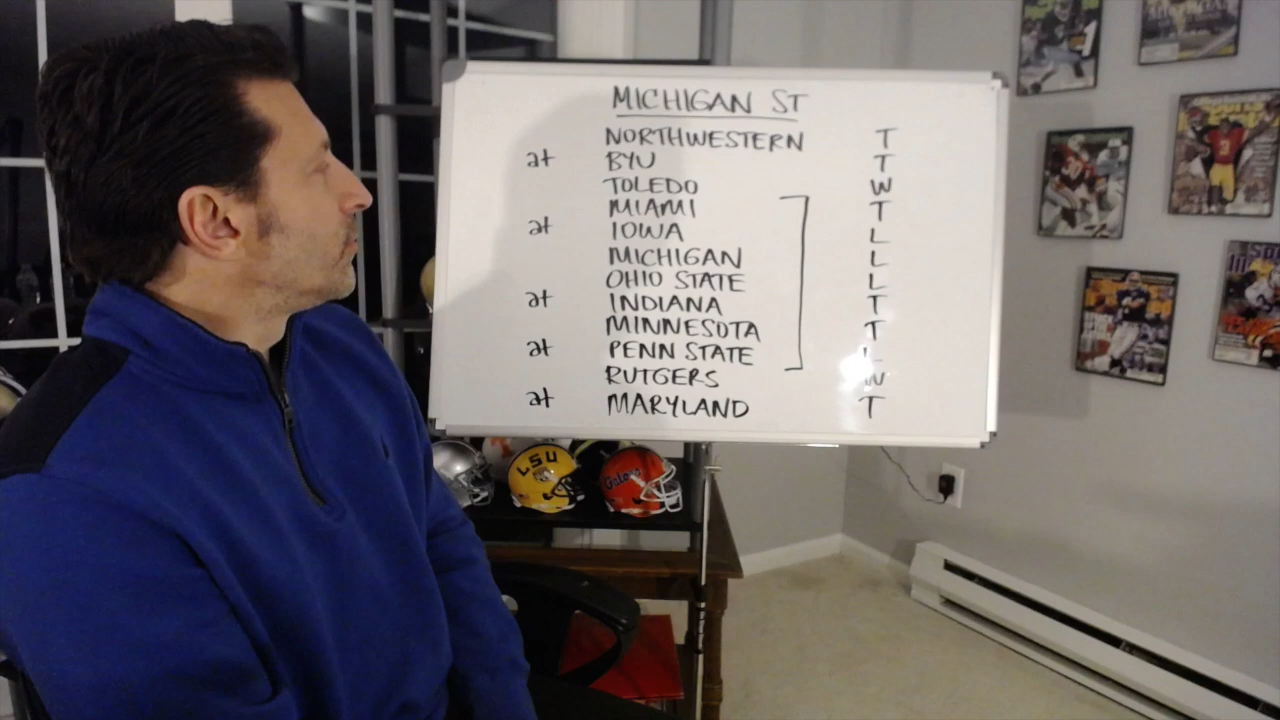 MICHIGAN ST
NORTHWESTERN T
at BYU T
TOLEDO W
MIAMI T
at IOWA L
MICHIGAN L
OHIO STATE L
at INDIANA T
MINNESOTA T
at PENN STATE L
RUTGERS W
at MARYLAND T
LSU
Gators